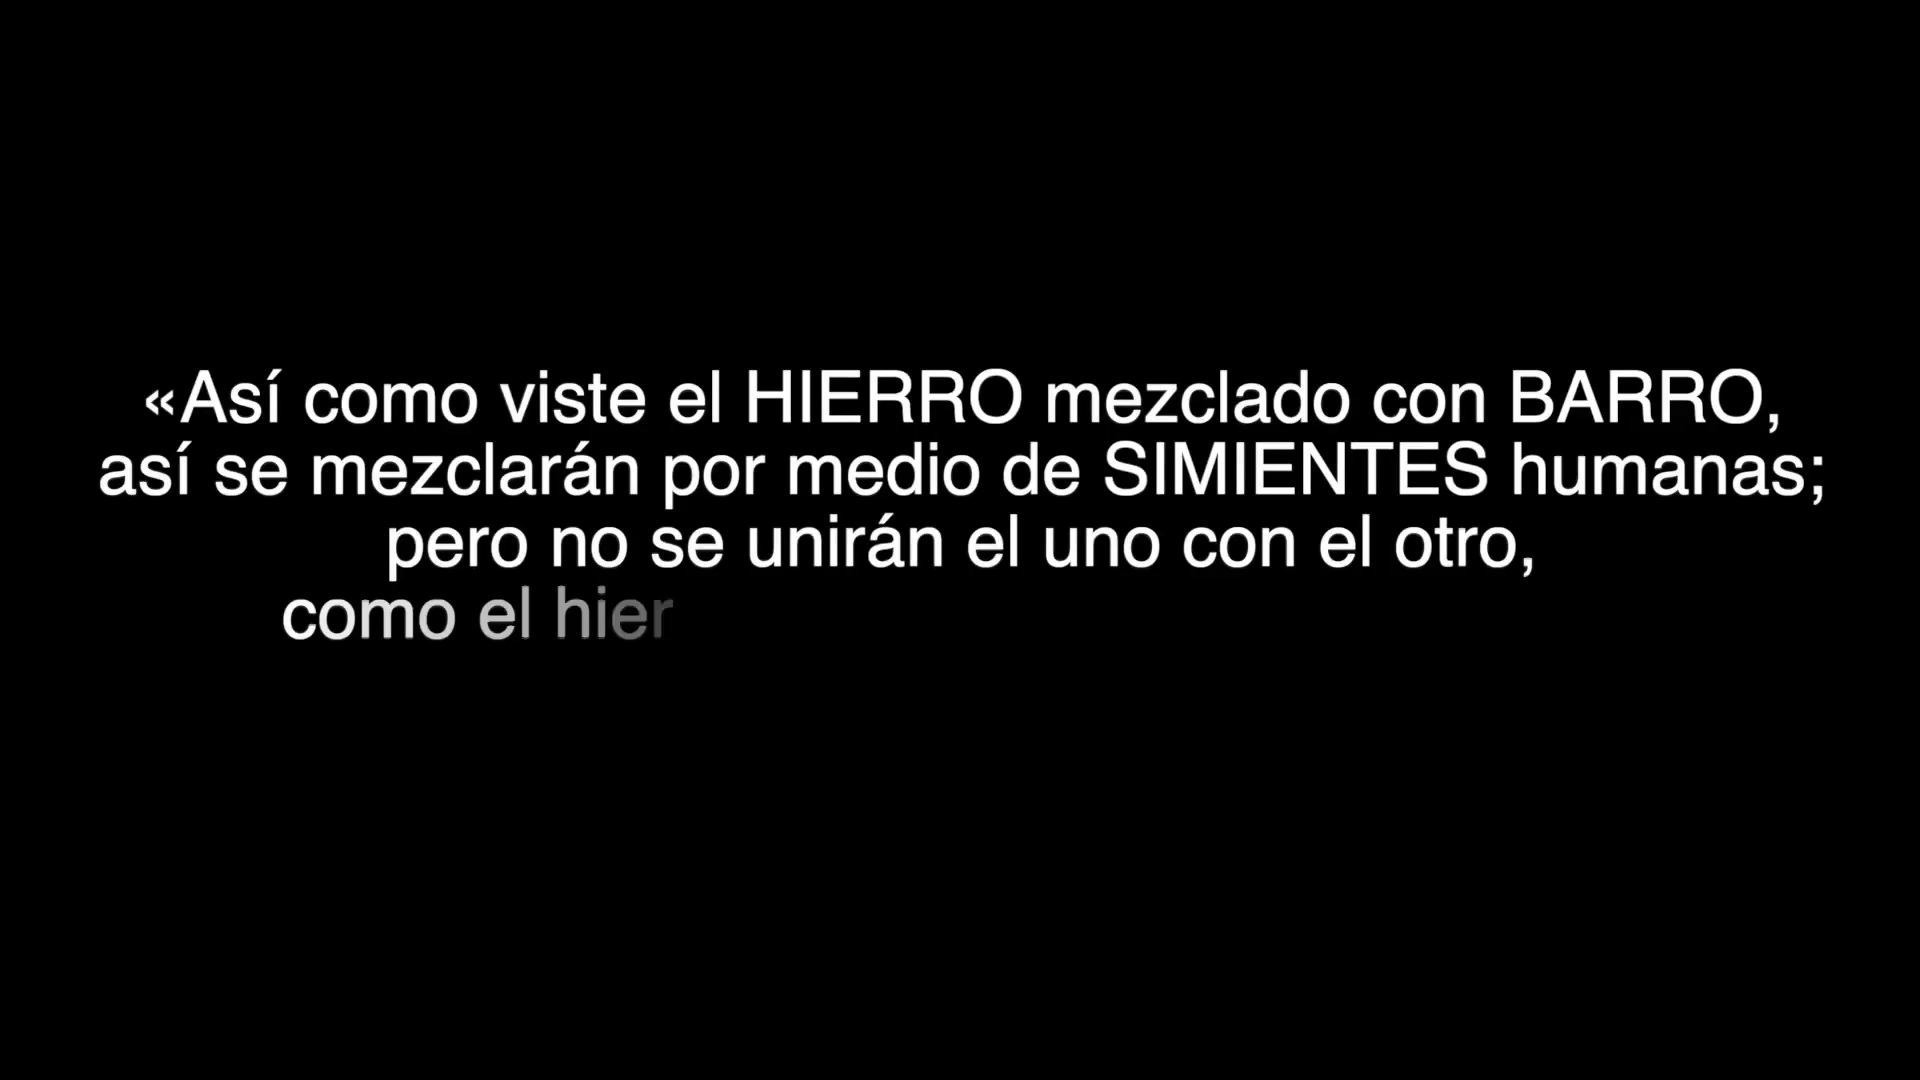 «Así como viste el HIERRO mezclado con BARRO,
así se mezclarán por medio de SIMIENTES humanas;
pero no se unirán el uno con el otro,
como el hier